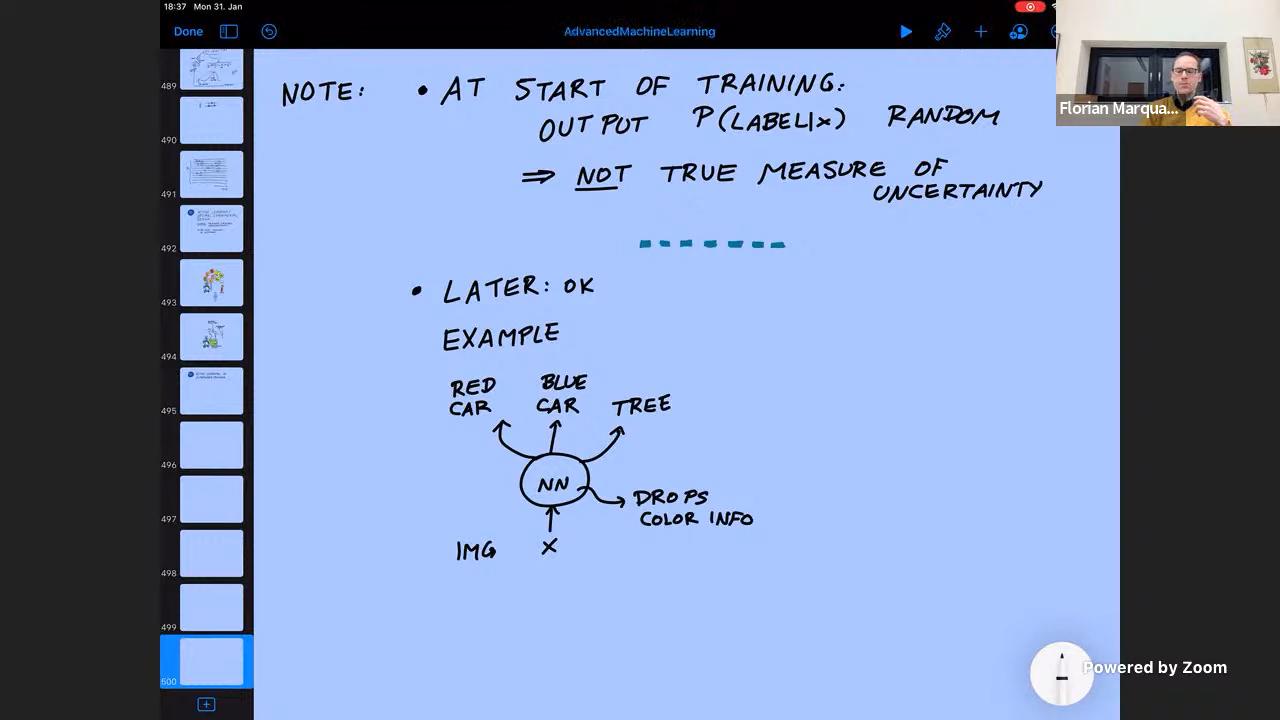 18:37 Mon 31. Jan
Done
AdvancedMachineLearning
Florian Marqua...
489
490
491
492
493
494
495
496
497
498
499
500
NOTE: • AT START OF TRAINING:
OUTPUT P(LABEL|x) RANDOM
⇒ NOT TRUE MEASURE OF
UNCERTAINTY
• LATER: OK
EXAMPLE
RED CAR
BLUE CAR
TREE
NN
DROPS
COLOR INFO
IMG X
Powered by Zoom